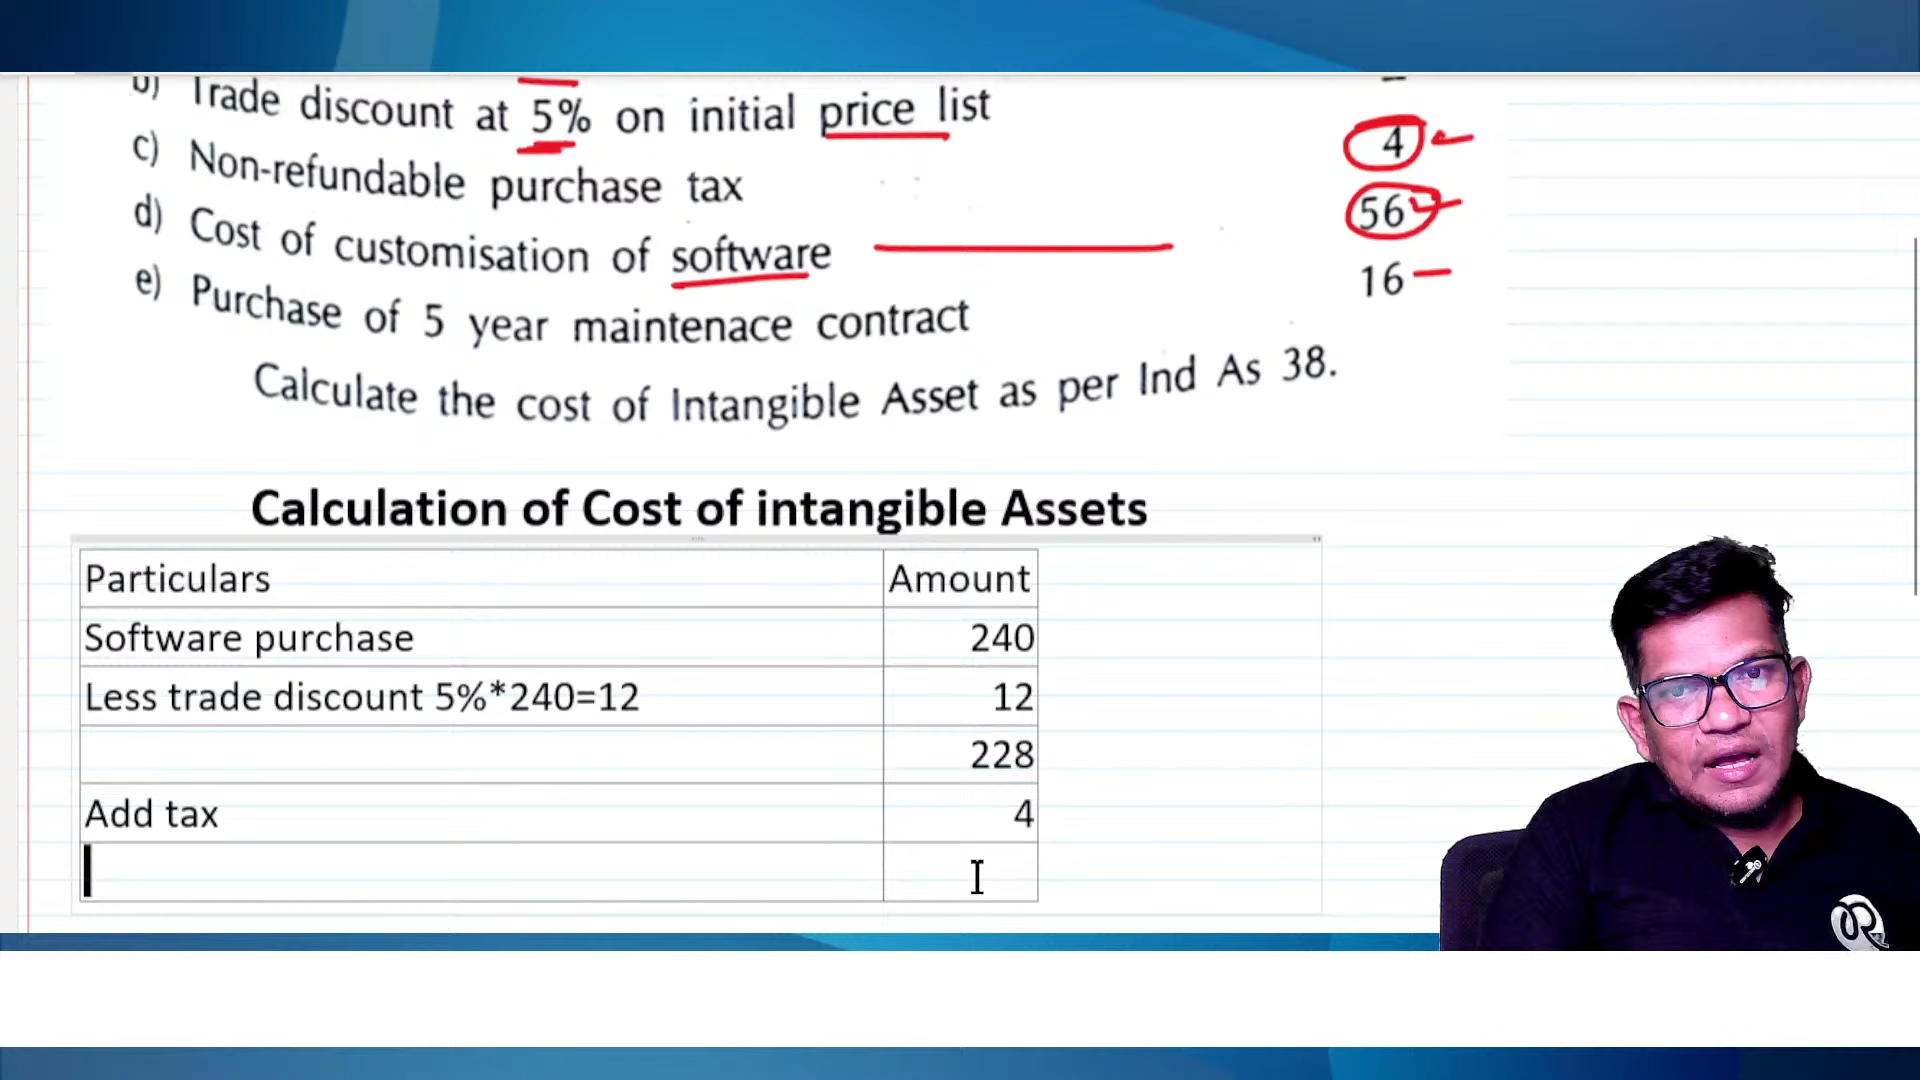 b) Trade discount at 5% on initial price list
c) Non-refundable purchase tax 4
d) Cost of customisation of software 56
e) Purchase of 5 year maintenace contract 16
Calculate the cost of Intangible Asset as per Ind As 38.
Calculation of Cost of intangible Assets
Particulars Amount
Software purchase 240
Less trade discount 5%*240=12 12
228
Add tax 4